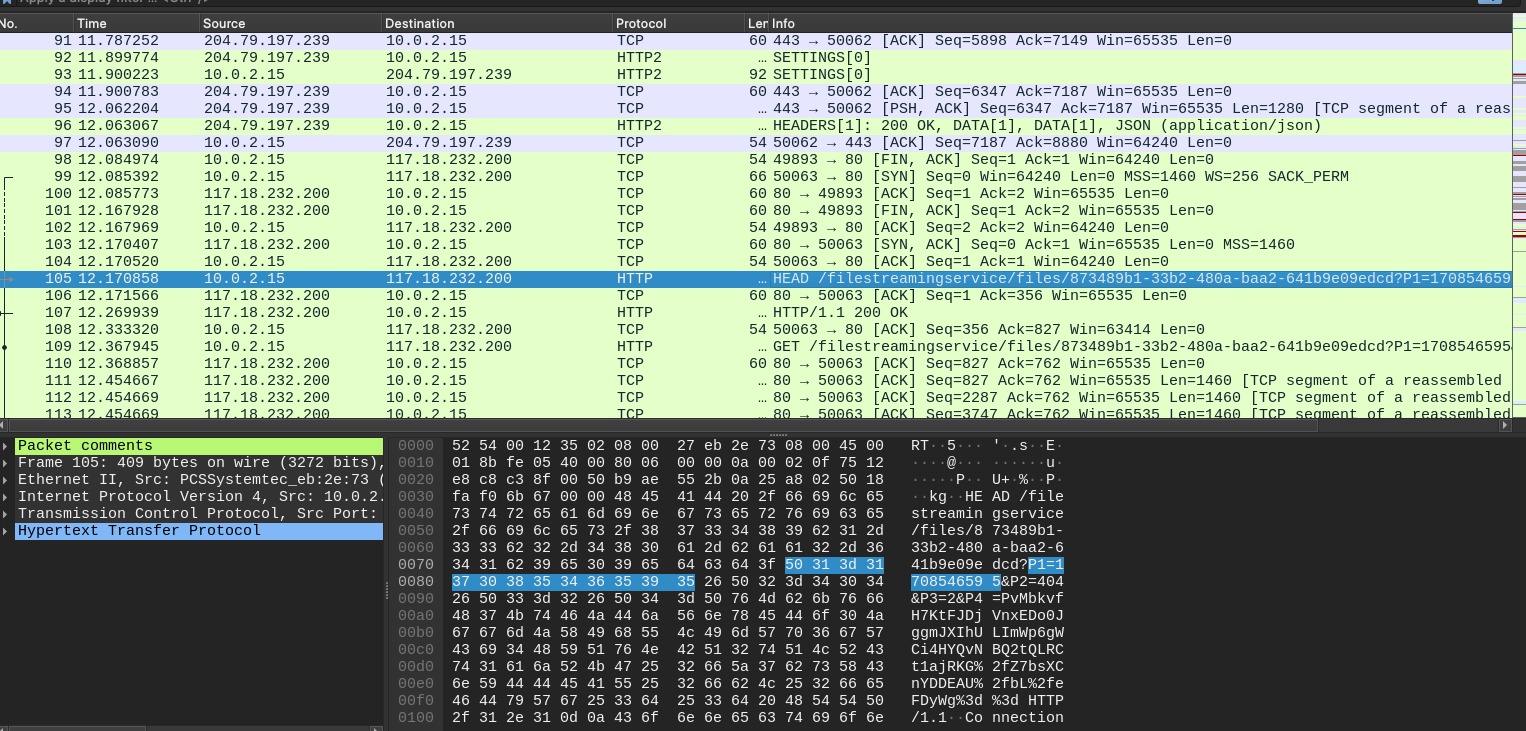 Apply a display filter ... <Ctrl-/>
No. Time Source Destination Protocol Ler Info
91 11.787252 204.79.197.239 10.0.2.15 TCP 60 443 → 50062 [ACK] Seq=5898 Ack=7149 Win=65535 Len=0
92 11.899774 204.79.197.239 10.0.2.15 HTTP2 … SETTINGS[0]
93 11.900223 10.0.2.15 204.79.197.239 HTTP2 92 SETTINGS[0]
94 11.900783 204.79.197.239 10.0.2.15 TCP 60 443 → 50062 [ACK] Seq=6347 Ack=7187 Win=65535 Len=0
95 12.062204 204.79.197.239 10.0.2.15 TCP … 443 → 50062 [PSH, ACK] Seq=6347 Ack=7187 Win=65535 Len=1280 [TCP segment of a reas
96 12.063067 204.79.197.239 10.0.2.15 HTTP2 … HEADERS[1]: 200 OK, DATA[1], DATA[1], JSON (application/json)
97 12.063090 10.0.2.15 204.79.197.239 TCP 54 50062 → 443 [ACK] Seq=7187 Ack=8880 Win=64240 Len=0
98 12.084974 10.0.2.15 117.18.232.200 TCP 54 49893 → 80 [FIN, ACK] Seq=1 Ack=1 Win=64240 Len=0
99 12.085392 10.0.2.15 117.18.232.200 TCP 66 50063 → 80 [SYN] Seq=0 Win=64240 Len=0 MSS=1460 WS=256 SACK_PERM
100 12.085773 117.18.232.200 10.0.2.15 TCP 60 80 → 49893 [ACK] Seq=1 Ack=2 Win=65535 Len=0
101 12.167928 117.18.232.200 10.0.2.15 TCP 60 80 → 49893 [FIN, ACK] Seq=1 Ack=2 Win=65535 Len=0
102 12.167969 10.0.2.15 117.18.232.200 TCP 54 49893 → 80 [ACK] Seq=2 Ack=2 Win=64240 Len=0
103 12.170407 117.18.232.200 10.0.2.15 TCP 60 80 → 50063 [SYN, ACK] Seq=0 Ack=1 Win=65535 Len=0 MSS=1460
104 12.170520 10.0.2.15 117.18.232.200 TCP 54 50063 → 80 [ACK] Seq=1 Ack=1 Win=64240 Len=0
105 12.170858 10.0.2.15 117.18.232.200 HTTP … HEAD /filestreamingservice/files/873489b1-33b2-480a-baa2-641b9e09edcd?P1=170854659
106 12.171566 117.18.232.200 10.0.2.15 TCP 60 80 → 50063 [ACK] Seq=1 Ack=356 Win=65535 Len=0
107 12.269939 117.18.232.200 10.0.2.15 HTTP … HTTP/1.1 200 OK
108 12.333320 10.0.2.15 117.18.232.200 TCP 54 50063 → 80 [ACK] Seq=356 Ack=827 Win=63414 Len=0
109 12.367945 10.0.2.15 117.18.232.200 HTTP … GET /filestreamingservice/files/873489b1-33b2-480a-baa2-641b9e09edcd?P1=1708546595
110 12.368857 117.18.232.200 10.0.2.15 TCP 60 80 → 50063 [ACK] Seq=827 Ack=762 Win=65535 Len=0
111 12.454667 117.18.232.200 10.0.2.15 TCP … 80 → 50063 [ACK] Seq=827 Ack=762 Win=65535 Len=1460 [TCP segment of a reassembled
112 12.454669 117.18.232.200 10.0.2.15 TCP … 80 → 50063 [ACK] Seq=2287 Ack=762 Win=65535 Len=1460 [TCP segment of a reassembled
113 12.454669 117.18.232.200 10.0.2.15 TCP … 80 → 50063 [ACK] Seq=3747 Ack=762 Win=65535 Len=1460 [TCP segment of a reassembled
Packet comments
Frame 105: 409 bytes on wire (3272 bits),
Ethernet II, Src: PCSSystemtec_eb:2e:73 (
Internet Protocol Version 4, Src: 10.0.2.
Transmission Control Protocol, Src Port:
Hypertext Transfer Protocol
0000 52 54 00 12 35 02 08 00 27 eb 2e 73 08 00 45 00 RT··5··· '·.s··E·
0010 01 8b fe 05 40 00 80 06 00 00 0a 00 02 0f 75 12 ····@··· ······u·
0020 e8 c8 c3 8f 00 50 b9 ae 55 2b 0a 25 a8 02 50 18 ·····P·· U+·%··P·
0030 fa f0 6b 67 00 00 48 45 41 44 20 2f 66 69 6c 65 ··kg··HE AD /file
0040 73 74 72 65 61 6d 69 6e 67 73 65 72 76 69 63 65 streamin gservice
0050 2f 66 69 6c 65 73 2f 38 37 33 34 38 39 62 31 2d /files/8 73489b1-
0060 33 33 62 32 2d 34 38 30 61 2d 62 61 61 32 2d 36 33b2-480 a-baa2-6
0070 34 31 62 39 65 30 39 65 64 63 64 3f 50 31 3d 31 41b9e09e dcd?P1=1
0080 37 30 38 35 34 36 35 39 35 26 50 32 3d 34 30 34 70854659 5&P2=404
0090 26 50 33 3d 32 26 50 34 3d 50 76 4d 62 6b 76 66 &P3=2&P4 =PvMbkvf
00a0 48 37 4b 74 46 4a 44 6a 56 6e 78 45 44 6f 30 4a H7KtFJDj VnxEDo0J
00b0 67 67 6d 4a 58 49 68 55 4c 49 6d 57 70 36 67 57 ggmJXIhU LImWp6gW
00c0 43 69 34 48 59 51 76 4e 42 51 32 74 51 4c 52 43 Ci4HYQvN BQ2tQLRC
00d0 74 31 61 6a 52 4b 47 25 32 66 5a 37 62 73 58 43 t1ajRKG% 2fZ7bsXC
00e0 6e 59 44 44 45 41 55 25 32 66 62 4c 25 32 66 65 nYDDEAU% 2fbL%2fe
00f0 46 44 79 57 67 25 33 64 25 33 64 20 48 54 54 50 FDyWg%3d %3d HTTP
0100 2f 31 2e 31 0d 0a 43 6f 6e 6e 65 63 74 69 6f 6e /1.1··Co nnection